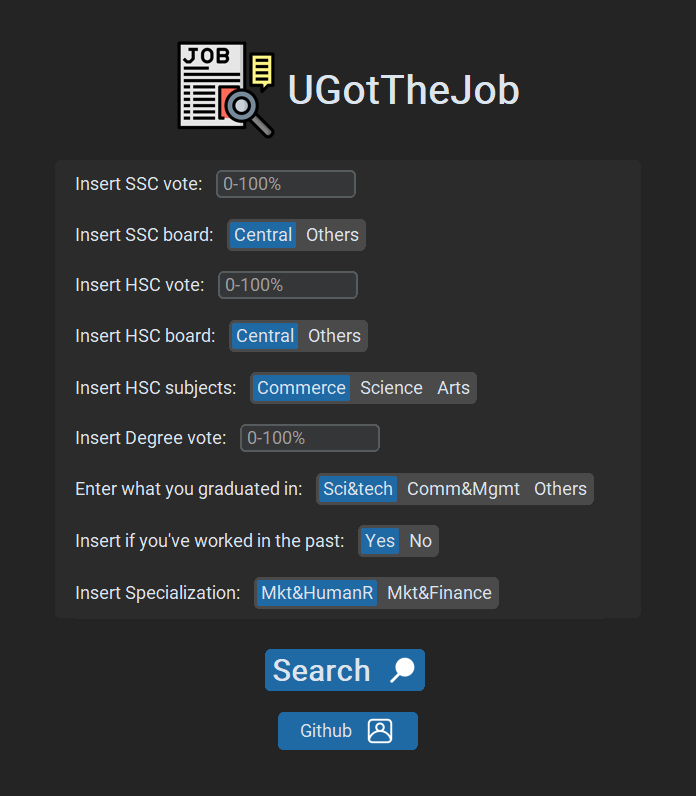 JOB
UGotTheJob
Insert SSC vote: 0-100%
Insert SSC board: Central Others
Insert HSC vote: 0-100%
Insert HSC board: Central Others
Insert HSC subjects: Commerce Science Arts
Insert Degree vote: 0-100%
Enter what you graduated in: Sci&tech Comm&Mgmt Others
Insert if you've worked in the past: Yes No
Insert Specialization: Mkt&HumanR Mkt&Finance
Search
Github